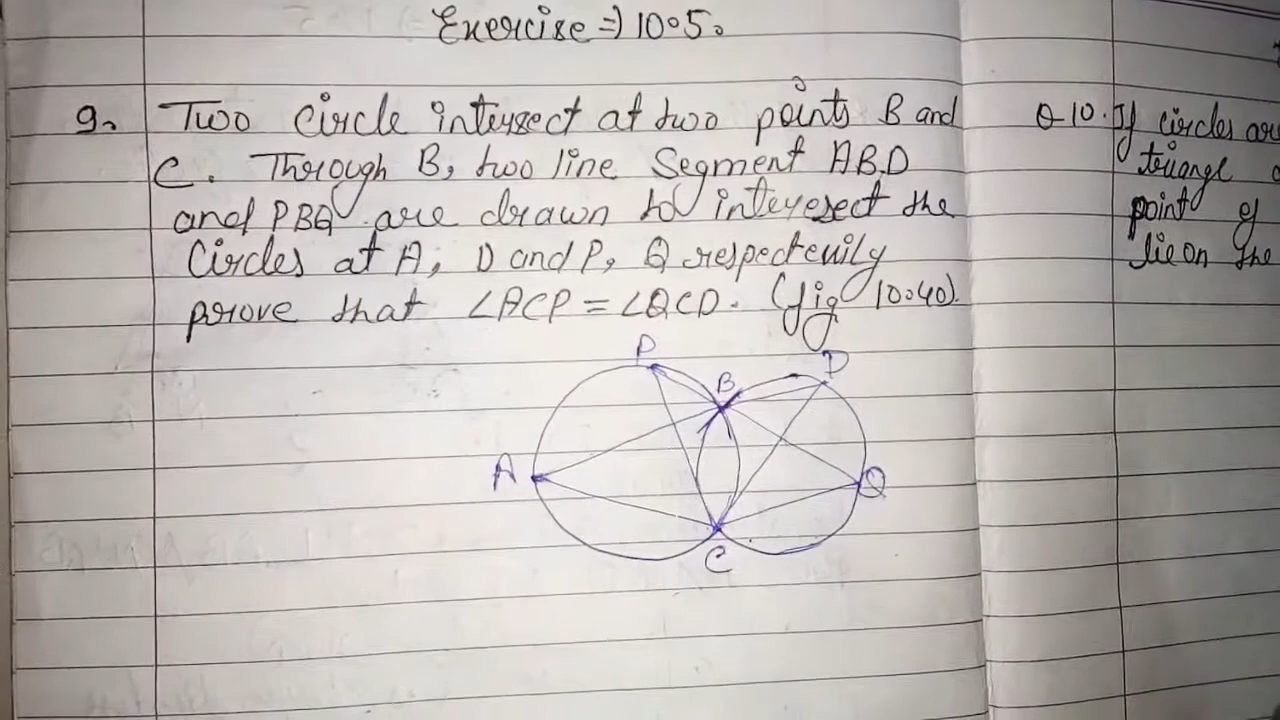 Exercise ⇒ 10.5.
9. Two Circle intersect at two points B and
C. Through B, two line Segment ABD
and PBQ are drawn to intersect the
Circles at A, D and P, Q respectenily
prove that ∠ACP = ∠QCD. (fig 10.40).
P
B
D
A
Q
C
Q 10. If circles are
triangl
point of
lie on the